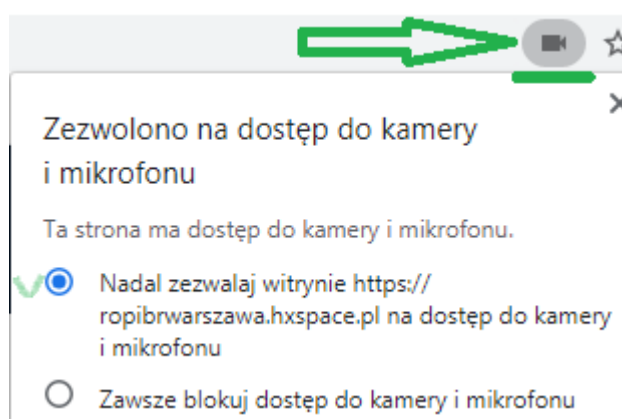 Zezwolono na dostęp do kamery
i mikrofonu
Ta strona ma dostęp do kamery i mikrofonu.
Nadal zezwalaj witrynie https://
ropibrwarszawa.hxspace.pl na dostęp do kamery
i mikrofonu
Zawsze blokuj dostęp do kamery i mikrofonu